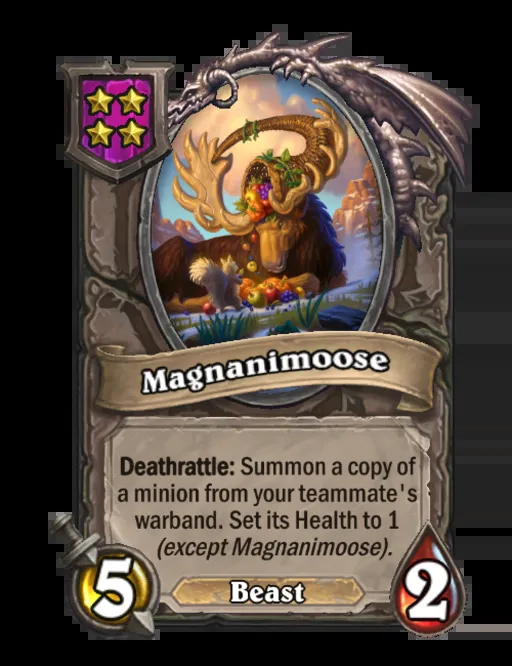 Magnanimoose
Deathrattle: Summon a copy of
a minion from your teammate's
warband. Set its Health to 1
(except Magnanimoose).
5
Beast
2